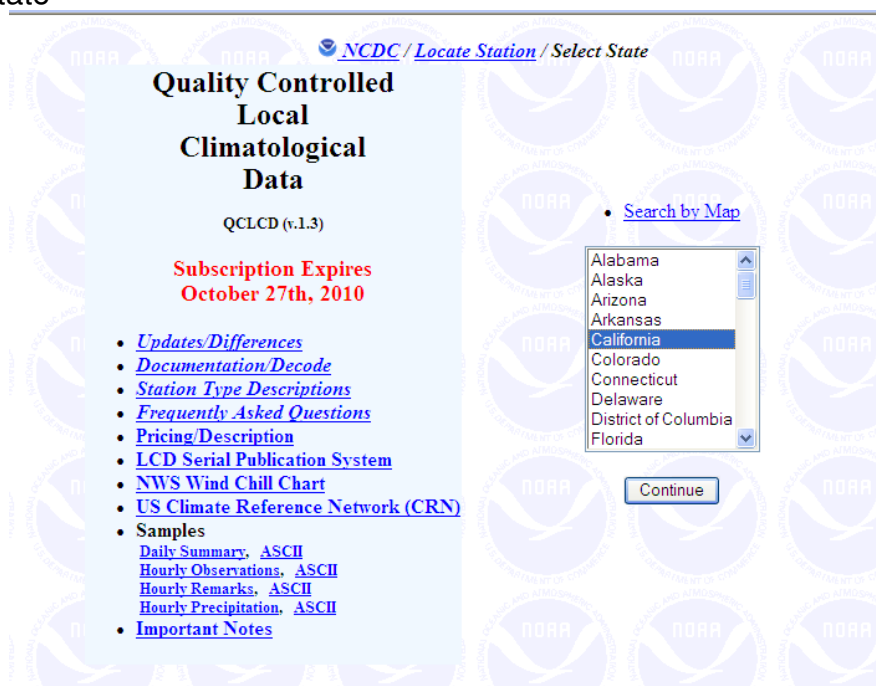 NCDC / Locate Station / Select State
Quality Controlled
Local
Climatological
Data
QCLCD (v.1.3)
Subscription Expires
October 27th, 2010
• Updates/Differences
• Documentation/Decode
• Station Type Descriptions
• Frequently Asked Questions
• Pricing/Description
• LCD Serial Publication System
• NWS Wind Chill Chart
• US Climate Reference Network (CRN)
• Samples
Daily Summary, ASCII
Hourly Observations, ASCII
Hourly Remarks, ASCII
Hourly Precipitation, ASCII
• Important Notes
• Search by Map
Alabama
Alaska
Arizona
Arkansas
California
Colorado
Connecticut
Delaware
District of Columbia
Florida
Continue